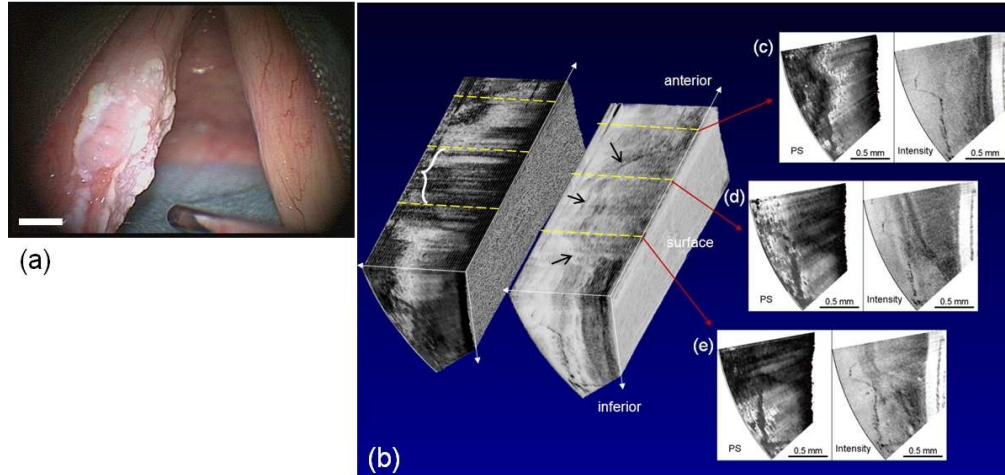 (a)
(b)
anterior
surface
inferior
(c)
PS
0.5 mm
Intensity
0.5 mm
(d)
PS
0.5 mm
Intensity
0.5 mm
(e)
PS
0.5 mm
Intensity
0.5 mm